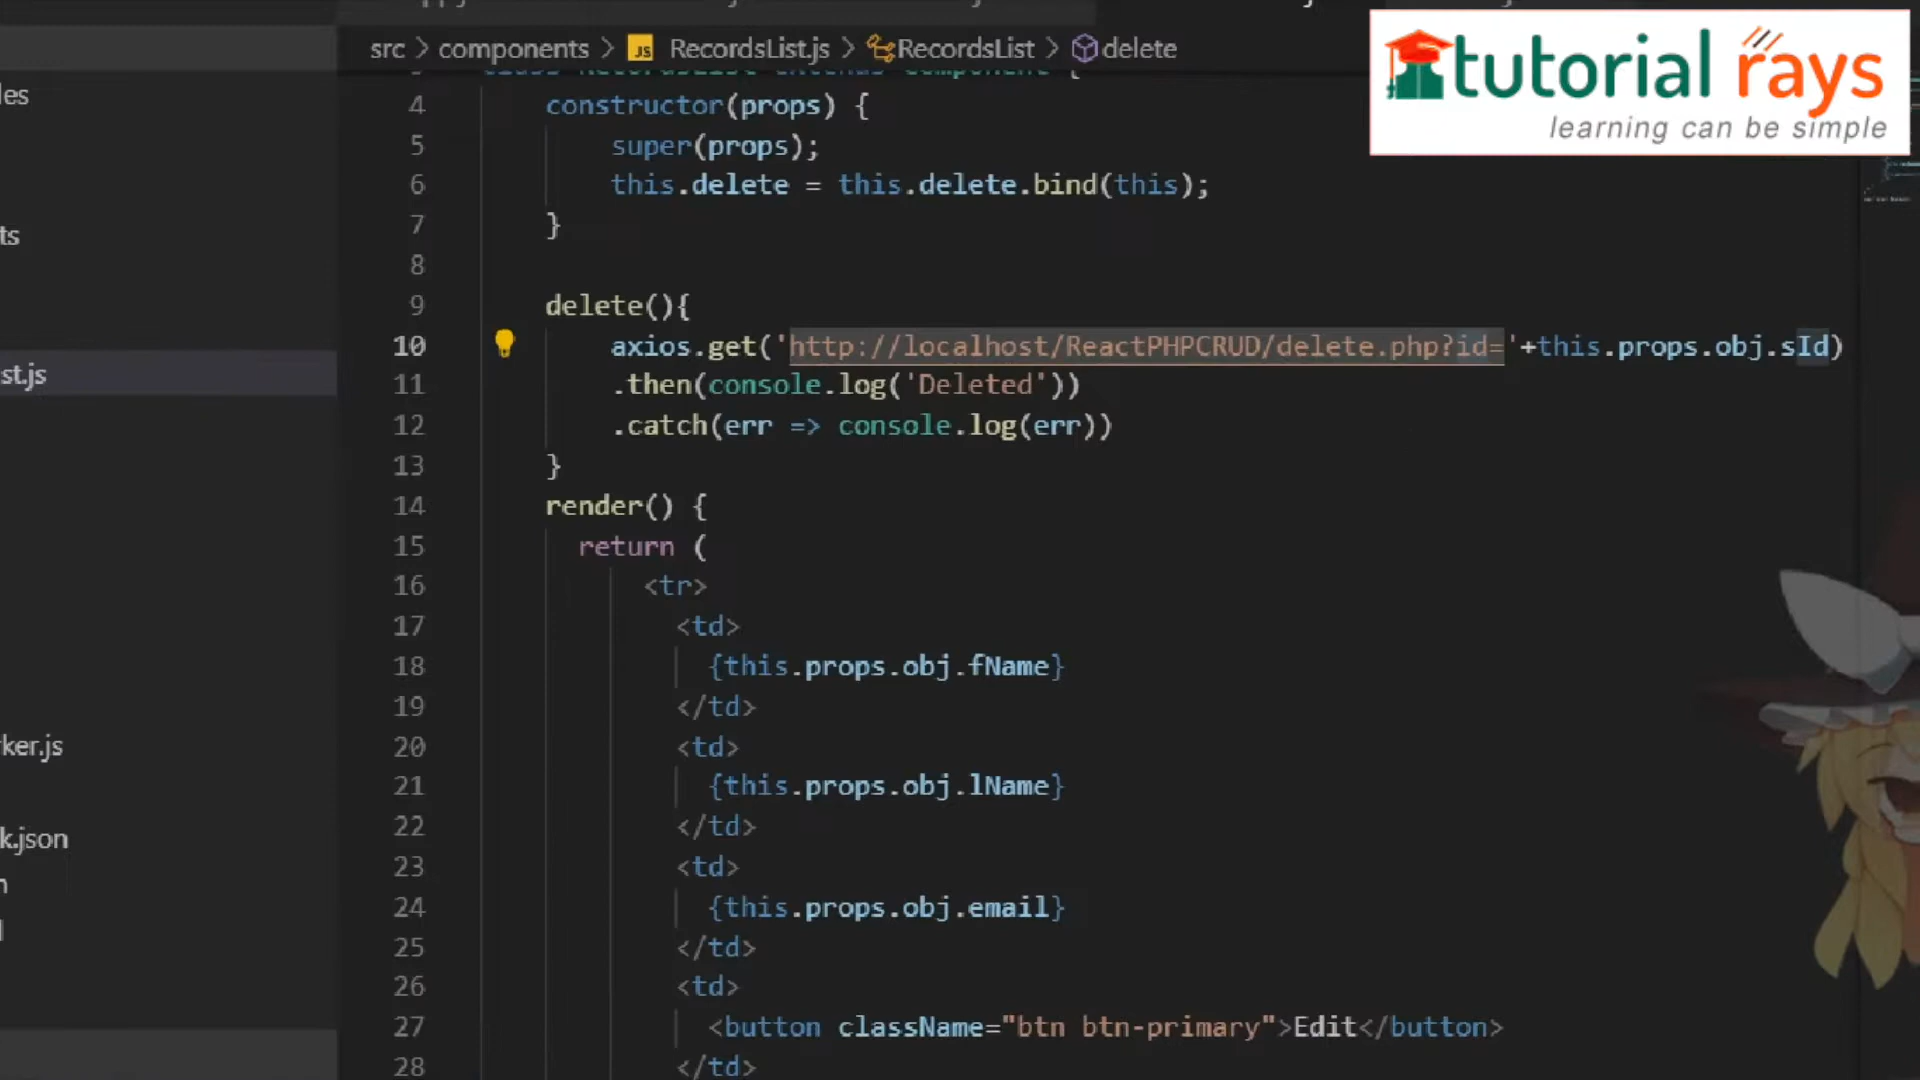 src > components > JS RecordsList.js > RecordsList > delete
tutorial rays
learning can be simple
les
ts
st.js
rker.js
k.json
4 constructor(props) {
5 super(props);
6 this.delete = this.delete.bind(this);
7 }
8
9 delete(){
10 axios.get('http://localhost/ReactPHPCRUD/delete.php?id='+this.props.obj.sId)
11 .then(console.log('Deleted'))
12 .catch(err => console.log(err))
13 }
14 render() {
15 return (
16 <tr>
17 <td>
18 {this.props.obj.fName}
19 </td>
20 <td>
21 {this.props.obj.lName}
22 </td>
23 <td>
24 {this.props.obj.email}
25 </td>
26 <td>
27 <button className="btn btn-primary">Edit</button>
28 </td>